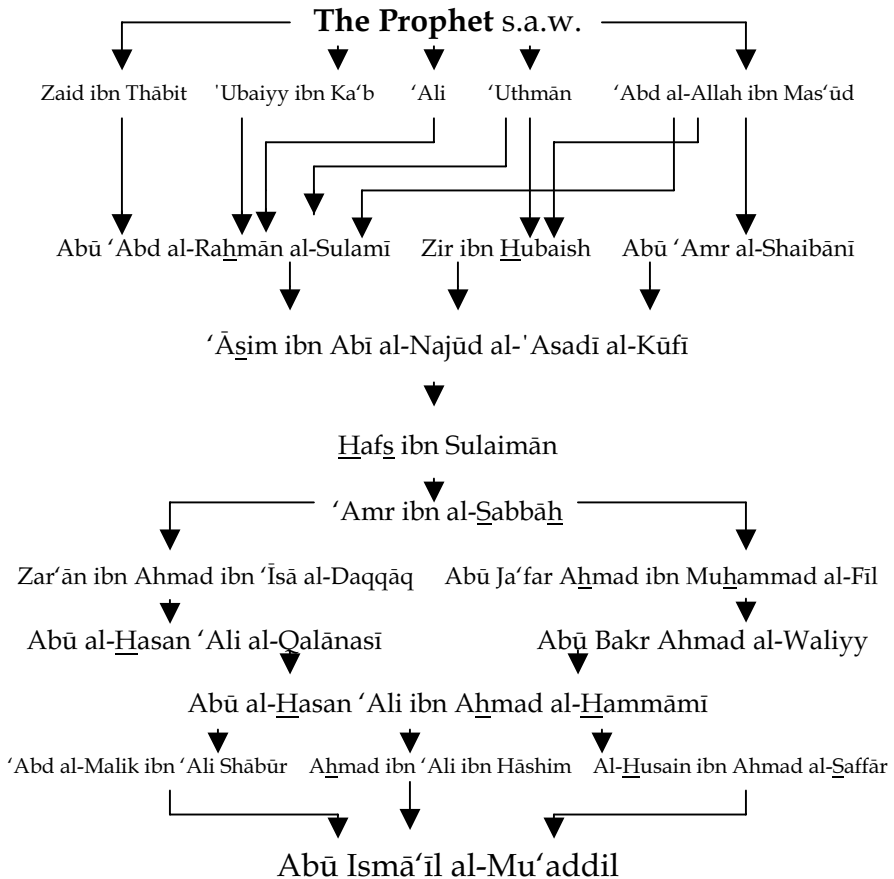 The Prophet s.a.w.
Zaid ibn Thābit 'Ubaiyy ibn Ka‘b ‘Ali ‘Uthmān ‘Abd al-Allah ibn Mas‘ūd
Abū ‘Abd al-Rahmān al-Sulamī Zir ibn Hubaish Abū ‘Amr al-Shaibānī
‘Āsim ibn Abī al-Najūd al-'Asadī al-Kūfī
Hafs ibn Sulaimān
‘Amr ibn al-Sabbāh
Zar‘ān ibn Ahmad ibn ‘Īsā al-Daqqāq Abū Ja‘far Ahmad ibn Muhammad al-Fīl
Abū al-Hasan ‘Ali al-Qalānasī Abū Bakr Ahmad al-Waliyy
Abū al-Hasan ‘Ali ibn Ahmad al-Hammāmī
‘Abd al-Malik ibn ‘Ali Shābūr Ahmad ibn ‘Ali ibn Hāshim Al-Husain ibn Ahmad al-Saffār
Abū Ismā‘īl al-Mu‘addil